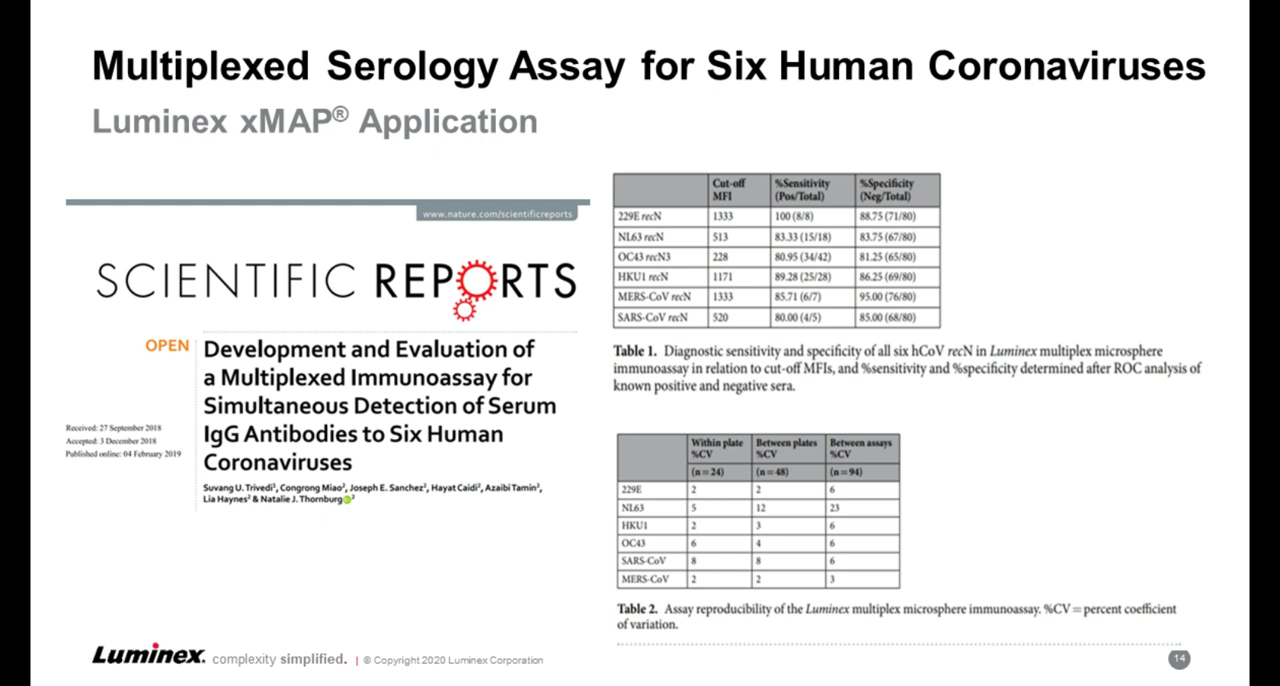 Multiplexed Serology Assay for Six Human Coronaviruses
Luminex xMAP® Application
www.nature.com/scientificreports
SCIENTIFIC REPORTS
OPEN
Development and Evaluation of
a Multiplexed Immunoassay for
Simultaneous Detection of Serum
IgG Antibodies to Six Human
Coronaviruses
Received: 27 September 2018
Accepted: 3 December 2018
Published online: 04 February 2019
Suvang U. Trivedi¹, Congrong Miao², Joseph E. Sanchez², Hayat Caidi², Azaibi Tamin²,
Lia Haynes² & Natalie J. Thornburg²
Cut-off MFI %Sensitivity (Pos/Total) %Specificity (Neg/Total)
229E recN 1333 100 (8/8) 88.75 (71/80)
NL63 recN 513 83.33 (15/18) 83.75 (67/80)
OC43 recN3 228 80.95 (34/42) 81.25 (65/80)
HKU1 recN 1171 89.28 (25/28) 86.25 (69/80)
MERS-CoV recN 1333 85.71 (6/7) 95.00 (76/80)
SARS-CoV recN 520 80.00 (4/5) 85.00 (68/80)
Table 1. Diagnostic sensitivity and specificity of all six hCoV recN in Luminex multiplex microsphere
immunoassay in relation to cut-off MFIs, and %sensitivity and %specificity determined after ROC analysis of
known positive and negative sera.
Within plate %CV Between plates %CV Between assays %CV
(n = 24) (n = 48) (n = 94)
229E 2 2 6
NL63 5 12 23
HKU1 2 3 6
OC43 6 4 6
SARS-CoV 8 8 6
MERS-CoV 2 2 3
Table 2. Assay reproducibility of the Luminex multiplex microsphere immunoassay. %CV = percent coefficient
of variation.
Luminex. complexity simplified. | © Copyright 2020 Luminex Corporation
14